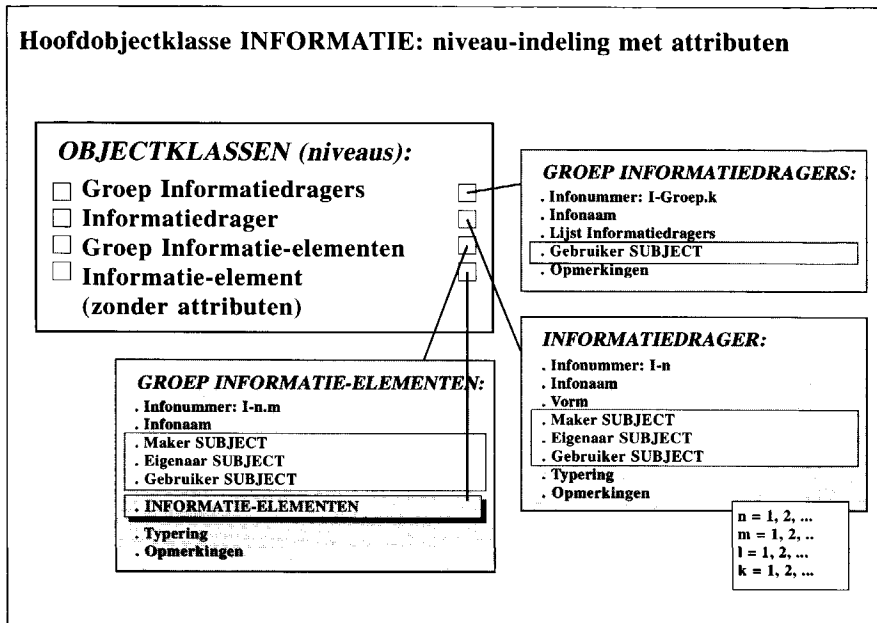 Hoofdobjectklasse INFORMATIE: niveau-indeling met attributen
OBJECTKLASSEN (niveaus):
Groep Informatiedragers
Informatiedrager
Groep Informatie-elementen
Informatie-element
(zonder attributen)
GROEP INFORMATIEDRAGERS:
. Infonummer: I-Groep.k
. Infonaam
. Lijst Informatiedragers
. Gebruiker SUBJECT
. Opmerkingen
INFORMATIEDRAGER:
. Infonummer: I-n
. Infonaam
. Vorm
. Maker SUBJECT
. Eigenaar SUBJECT
. Gebruiker SUBJECT
. Typering
. Opmerkingen
GROEP INFORMATIE-ELEMENTEN:
. Infonummer: I-n.m
. Infonaam
. Maker SUBJECT
. Eigenaar SUBJECT
. Gebruiker SUBJECT
. INFORMATIE-ELEMENTEN
. Typering
. Opmerkingen
n = 1, 2, ...
m = 1, 2, ..
l = 1, 2, ...
k = 1, 2, ...